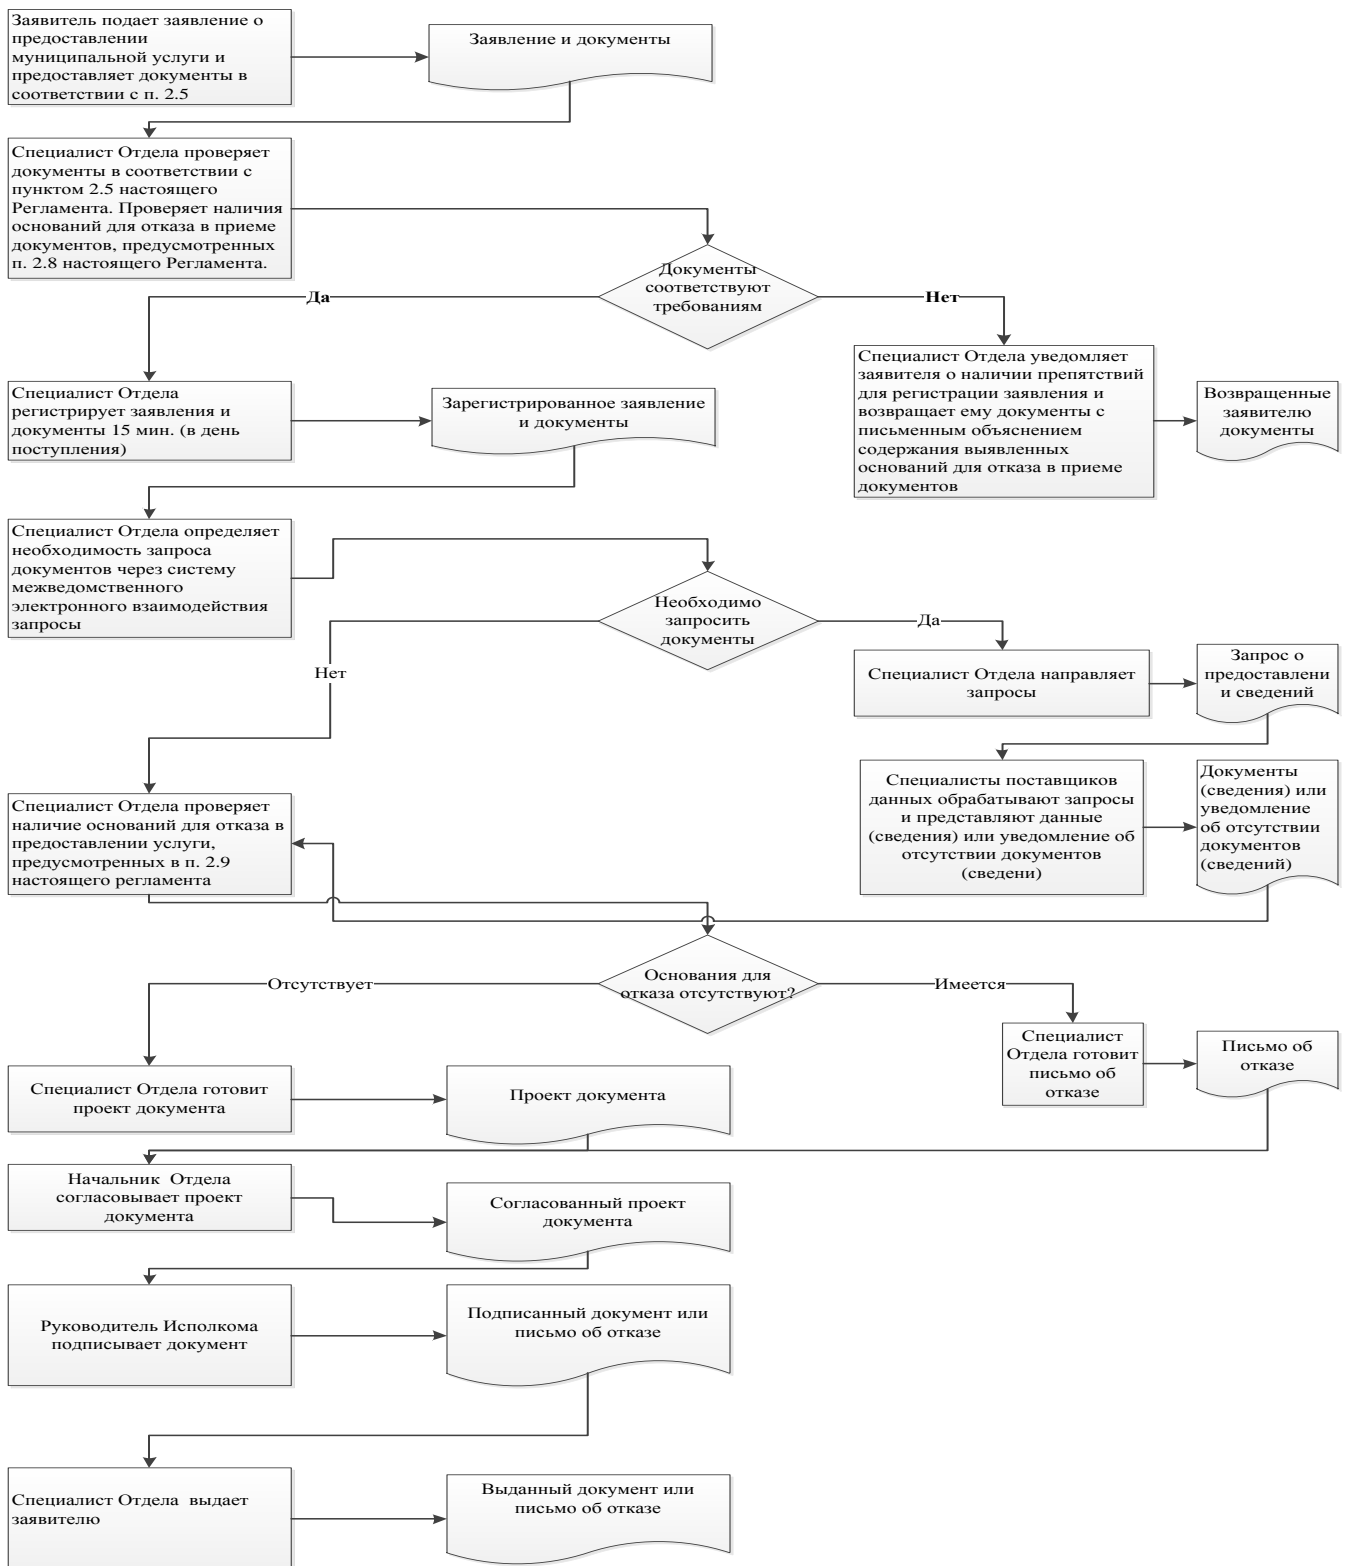 Заявитель подает заявление о
предоставлении
муниципальной услуги и
предоставляет документы в
соответствии с п. 2.5
Заявление и документы
Специалист Отдела проверяет
документы в соответствии с
пунктом 2.5 настоящего
Регламента. Проверяет наличия
оснований для отказа в приеме
документов, предусмотренных
п. 2.8 настоящего Регламента.
Документы
соответствуют
требованиям
Да
Нет
Специалист Отдела
регистрирует заявления и
документы 15 мин. (в день
поступления)
Зарегистрированное заявление
и документы
Специалист Отдела уведомляет
заявителя о наличии препятствий
для регистрации заявления и
возвращает ему документы с
письменным объяснением
содержания выявленных
оснований для отказа в приеме
документов
Возвращенные
заявителю
документы
Специалист Отдела определяет
необходимость запроса
документов через систему
межведомственного
электронного взаимодействия
запросы
Необходимо
запросить
документы
Да
Нет
Специалист Отдела направляет
запросы
Запрос о
предоставлени
и сведений
Специалисты поставщиков
данных обрабатывают запросы
и представляют данные
(сведения) или уведомление об
отсутствии документов
(сведени)
Документы
(сведения) или
уведомление
об отсутствии
документов
(сведений)
Специалист Отдела проверяет
наличие оснований для отказа в
предоставлении услуги,
предусмотренных в п. 2.9
настоящего регламента
Основания для
отказа отсутствуют?
Отсутствует
Имеется
Специалист
Отдела готовит
письмо об
отказе
Письмо об
отказе
Специалист Отдела готовит
проект документа
Проект документа
Начальник  Отдела
согласовывает проект
документа
Согласованный проект
документа
Руководитель Исполкома
подписывает документ
Подписанный документ или
письмо об отказе
Специалист Отдела  выдает
заявителю
Выданный документ или
письмо об отказе